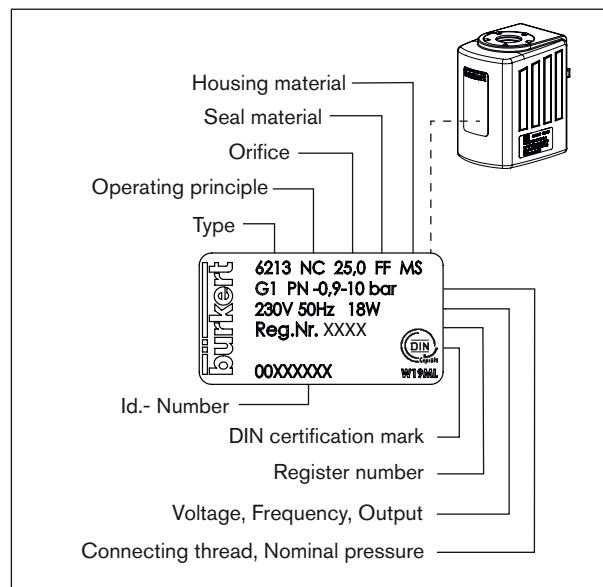 Housing material
Seal material
Orifice
Operating principle
Type
burkert
6213 NC 25,0 FF MS
G1 PN -0,9-10 bar
230V 50Hz 18W
Reg.Nr. XXXX
DIN
Geprüft
00XXXXXX
W19ML
Id.- Number
DIN certification mark
Register number
Voltage, Frequency, Output
Connecting thread, Nominal pressure